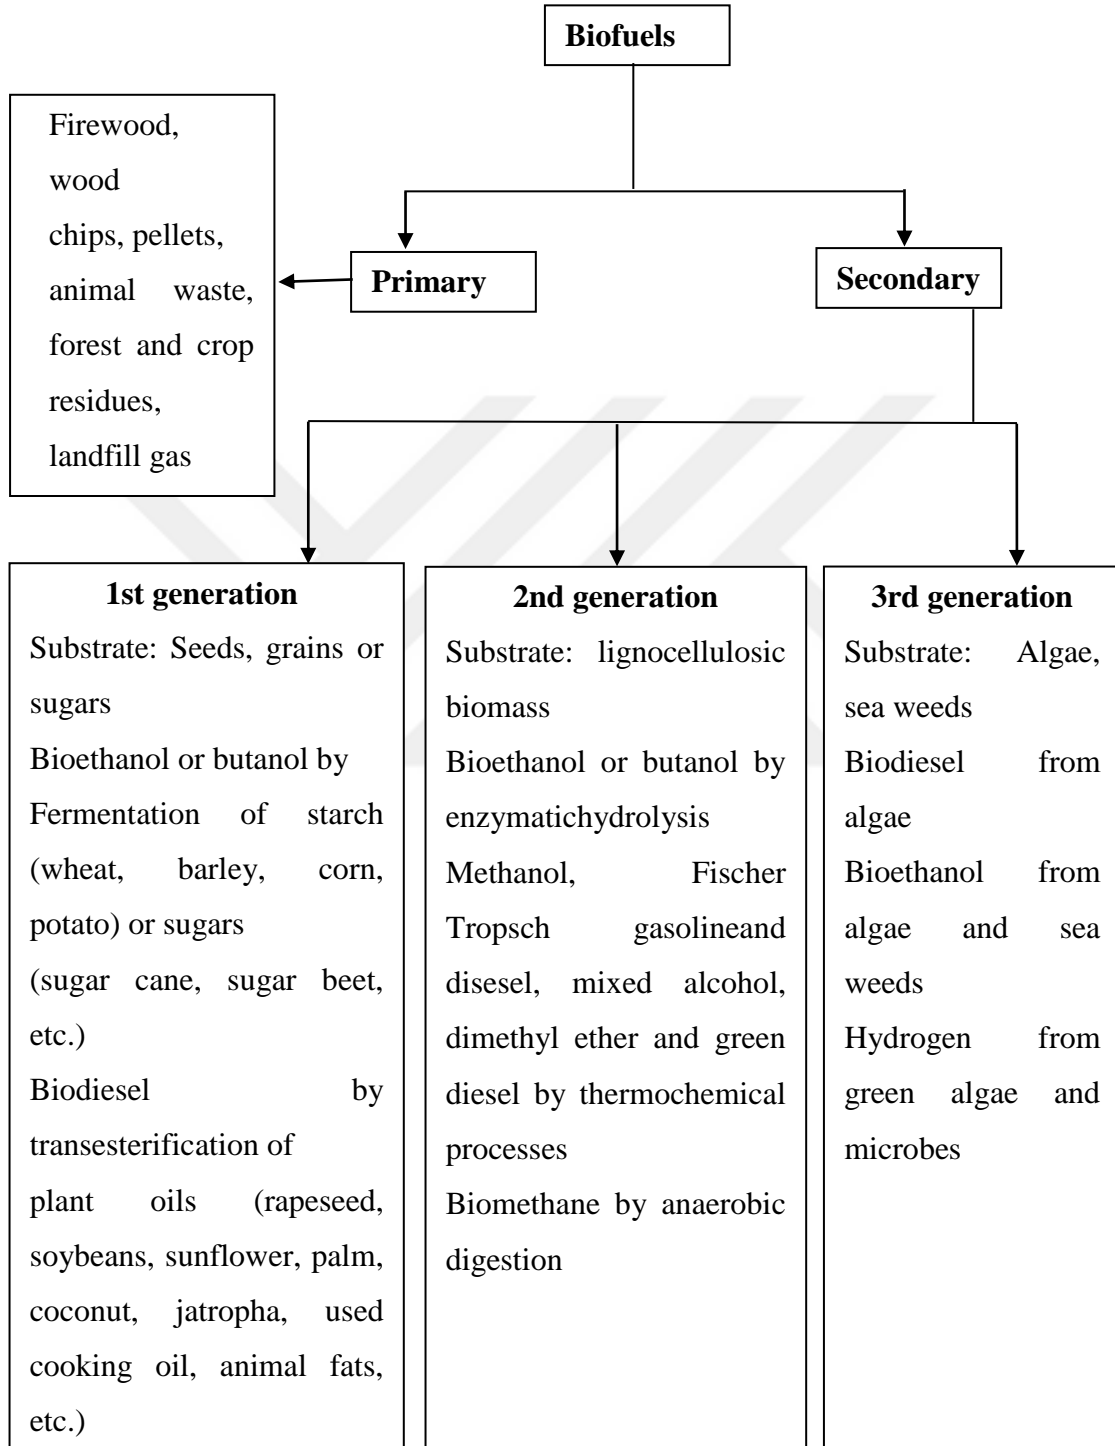 Biofuels
Firewood,
wood
chips, pellets,
animal waste,
forest and crop
residues,
landfill gas
Primary
Secondary
1st generation
Substrate: Seeds, grains or
sugars
Bioethanol or butanol by
Fermentation of starch
(wheat, barley, corn,
potato) or sugars
(sugar cane, sugar beet,
etc.)
Biodiesel by
transesterification of
plant oils (rapeseed,
soybeans, sunflower, palm,
coconut, jatropha, used
cooking oil, animal fats,
etc.)
2nd generation
Substrate: lignocellulosic
biomass
Bioethanol or butanol by
enzymatichydrolysis
Methanol, Fischer
Tropsch gasolineand
disesel, mixed alcohol,
dimethyl ether and green
diesel by thermochemical
processes
Biomethane by anaerobic
digestion
3rd generation
Substrate: Algae,
sea weeds
Biodiesel from
algae
Bioethanol from
algae and sea
weeds
Hydrogen from
green algae and
microbes